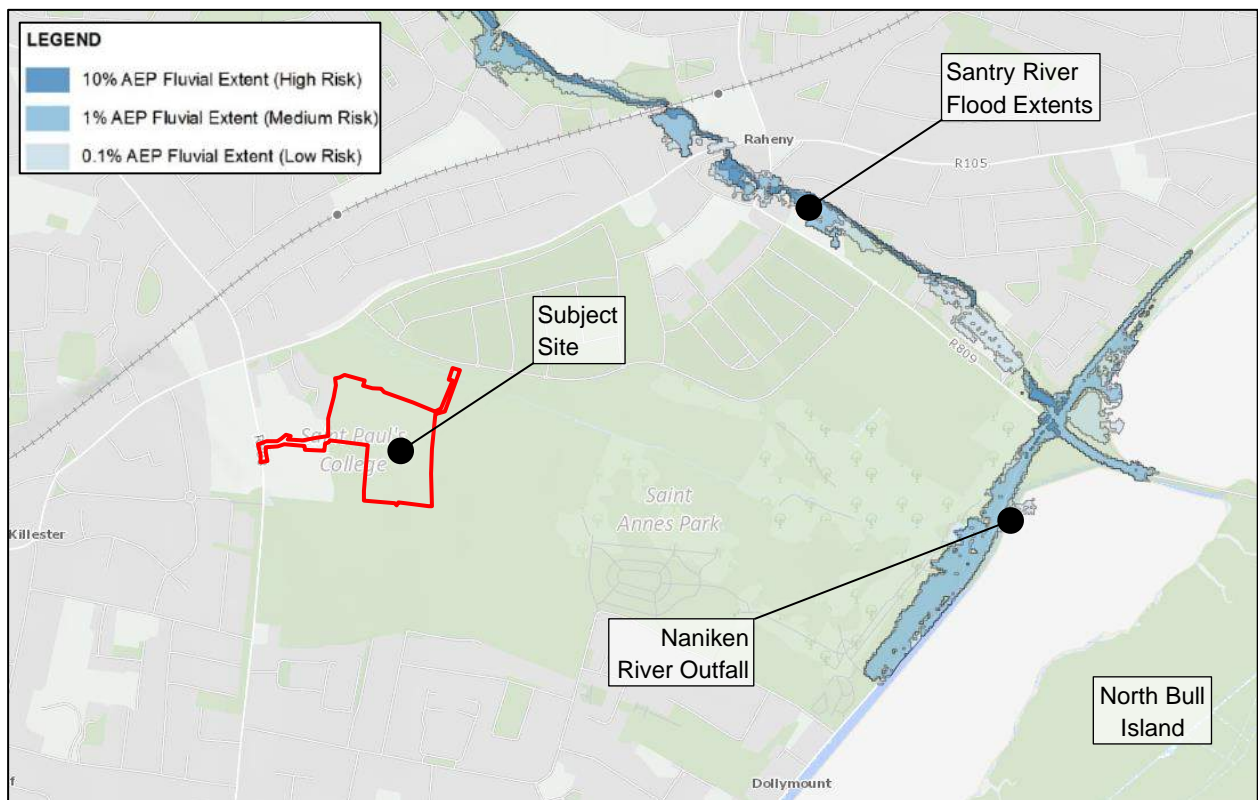 LEGEND
10% AEP Fluvial Extent (High Risk)
1% AEP Fluvial Extent (Medium Risk)
0.1% AEP Fluvial Extent (Low Risk)
Santry River
Flood Extents
Raheny
R105
Subject
Site
R809
Saint Paul's
College
Saint
Annes Park
Killester
Naniken
River Outfall
North Bull
Island
Dollymount
f